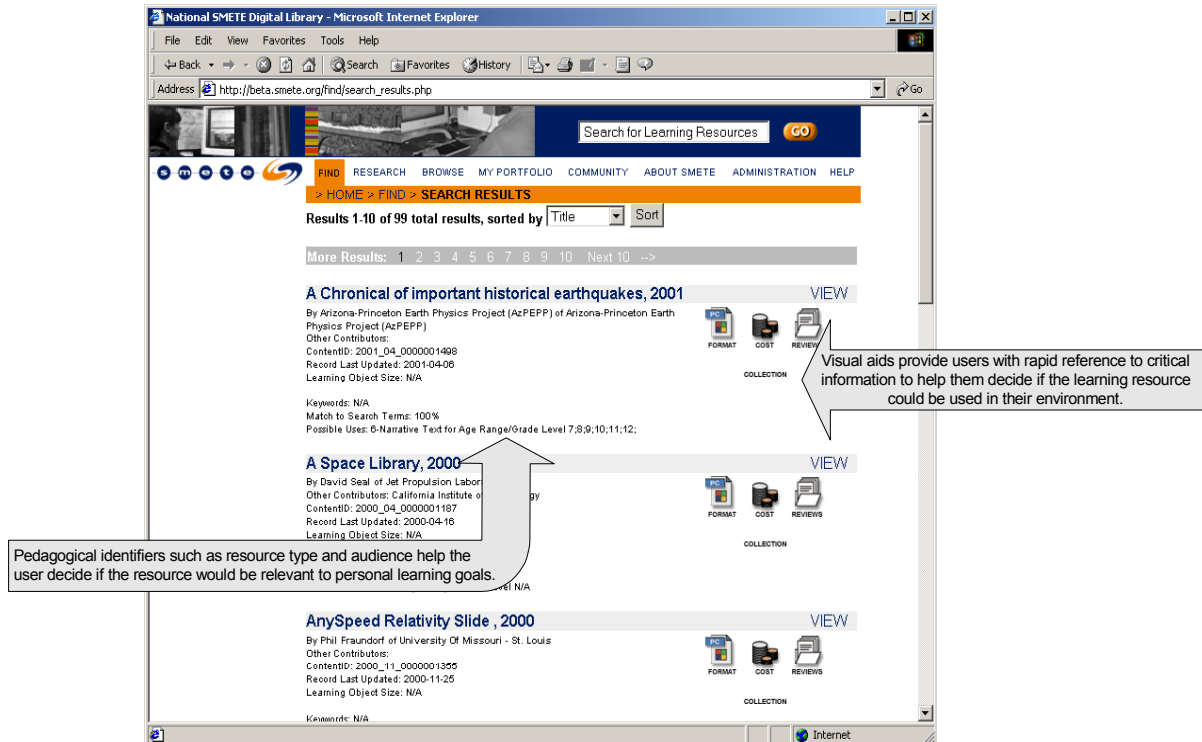 National SMETE Digital Library - Microsoft Internet Explorer
File Edit View Favorites Tools Help
Back Search Favorites History
Address http://beta.smete.org/find/search_results.php Go
Search for Learning Resources GO
smete FIND RESEARCH BROWSE MY PORTFOLIO COMMUNITY ABOUT SMETE ADMINISTRATION HELP
> HOME > FIND > SEARCH RESULTS
Results 1-10 of 99 total results, sorted by Title Sort
More Results: 1 2 3 4 5 6 7 8 9 10 Next 10 -->
A Chronical of important historical earthquakes, 2001 VIEW
By Arizona-Princeton Earth Physics Project (AzPEPP) of Arizona-Princeton Earth
Physics Project (AzPEPP)
Other Contributors:
ContentID: 2001_04_0000001498
Record Last Updated: 2001-04-06
Learning Object Size: N/A
PC
FORMAT COST REVIEWS
COLLECTION
Visual aids provide users with rapid reference to critical
information to help them decide if the learning resource
could be used in their environment.
Keywords: N/A
Match to Search Terms: 100%
Possible Uses: 6-Narrative Text for Age Range/Grade Level 7;8;9;10;11;12;
A Space Library, 2000 VIEW
By David Seal of Jet Propulsion Labor
Other Contributors: California Institute of gy
ContentID: 2000_04_0000001187
Record Last Updated: 2000-04-16
Learning Object Size: N/A
PC
FORMAT COST REVIEWS
COLLECTION
Pedagogical identifiers such as resource type and audience help the
user decide if the resource would be relevant to personal learning goals.
vel N/A
AnySpeed Relativity Slide , 2000 VIEW
By Phil Fraundorf of University Of Missouri - St. Louis
Other Contributors:
ContentID: 2000_11_0000001355
Record Last Updated: 2000-11-25
Learning Object Size: N/A
PC
FORMAT COST REVIEWS
COLLECTION
Keywords: N/A
Internet